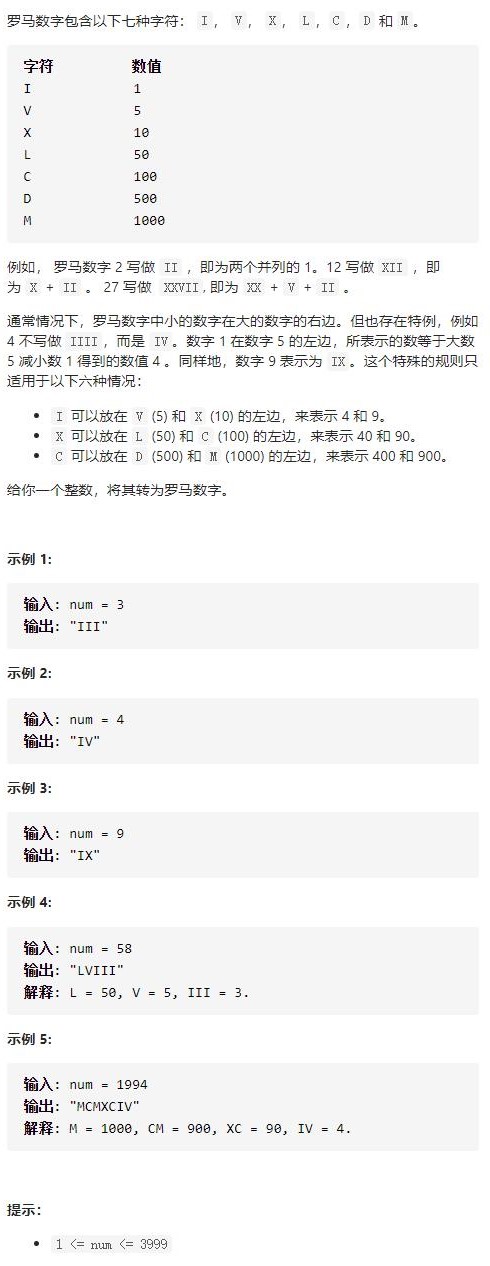 罗马数字包含以下七种字符: I, V, X, L, C, D 和 M。
字符 数值
I 1
V 5
X 10
L 50
C 100
D 500
M 1000
例如， 罗马数字 2 写做 II ，即为两个并列的 1。12 写做 XII ，即
为 X + II 。 27 写做 XXVII, 即为 XX + V + II 。
通常情况下，罗马数字中小的数字在大的数字的右边。但也存在特例，例如
4 不写做 IIII，而是 IV。数字 1 在数字 5 的左边，所表示的数等于大数
5 减小数 1 得到的数值 4 。同样地，数字 9 表示为 IX。这个特殊的规则只
适用于以下六种情况：
• I 可以放在 V (5) 和 X (10) 的左边，来表示 4 和 9。
• X 可以放在 L (50) 和 C (100) 的左边，来表示 40 和 90。
• C 可以放在 D (500) 和 M (1000) 的左边，来表示 400 和 900。
给你一个整数，将其转为罗马数字。
示例 1:
输入: num = 3
输出: "III"
示例 2:
输入: num = 4
输出: "IV"
示例 3:
输入: num = 9
输出: "IX"
示例 4:
输入: num = 58
输出: "LVIII"
解释: L = 50, V = 5, III = 3.
示例 5:
输入: num = 1994
输出: "MCMXCIV"
解释: M = 1000, CM = 900, XC = 90, IV = 4.
提示：
• 1 <= num <= 3999